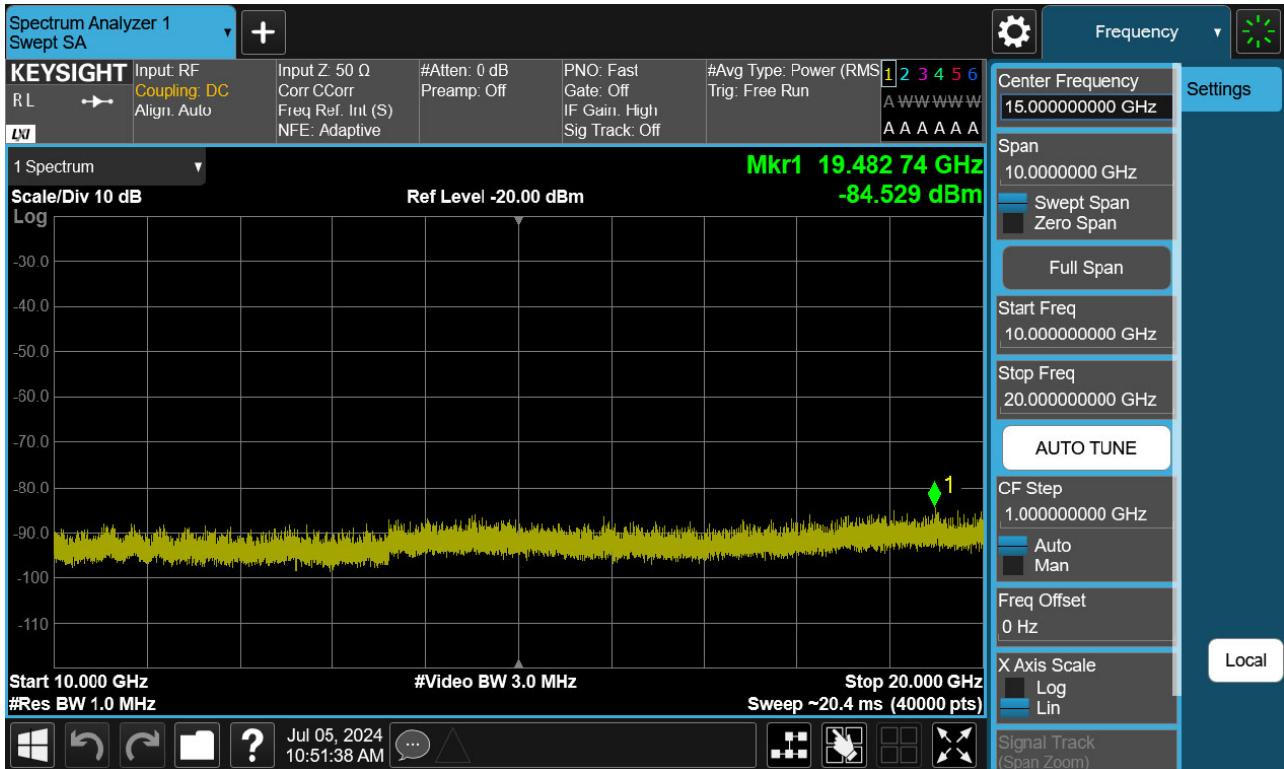 Spectrum Analyzer 1
Swept SA
Frequency
KEYSIGHT
RL
LXI
Input: RF
Coupling: DC
Align: Auto
Input Z: 50 Ω
Corr CCorr
Freq Ref: Int (S)
NFE: Adaptive
#Atten: 0 dB
Preamp: Off
PNO: Fast
Gate: Off
IF Gain: High
Sig Track: Off
#Avg Type: Power (RMS
Trig: Free Run
1 2 3 4 5 6
A W W W W W
A A A A A A
1 Spectrum
Scale/Div 10 dB
Log
Ref Level -20.00 dBm
Mkr1 19.482 74 GHz
-84.529 dBm
-30.0
-40.0
-50.0
-60.0
-70.0
-80.0
-90.0
-100
-110
1
Start 10.000 GHz
#Res BW 1.0 MHz
#Video BW 3.0 MHz
Stop 20.000 GHz
Sweep ~20.4 ms (40000 pts)
Center Frequency
15.000000000 GHz
Span
10.0000000 GHz
Swept Span
Zero Span
Full Span
Start Freq
10.000000000 GHz
Stop Freq
20.000000000 GHz
AUTO TUNE
CF Step
1.000000000 GHz
Auto
Man
Freq Offset
0 Hz
X Axis Scale
Log
Lin
Signal Track
(Span Zoom)
Settings
Local
?
Jul 05, 2024
10:51:38 AM